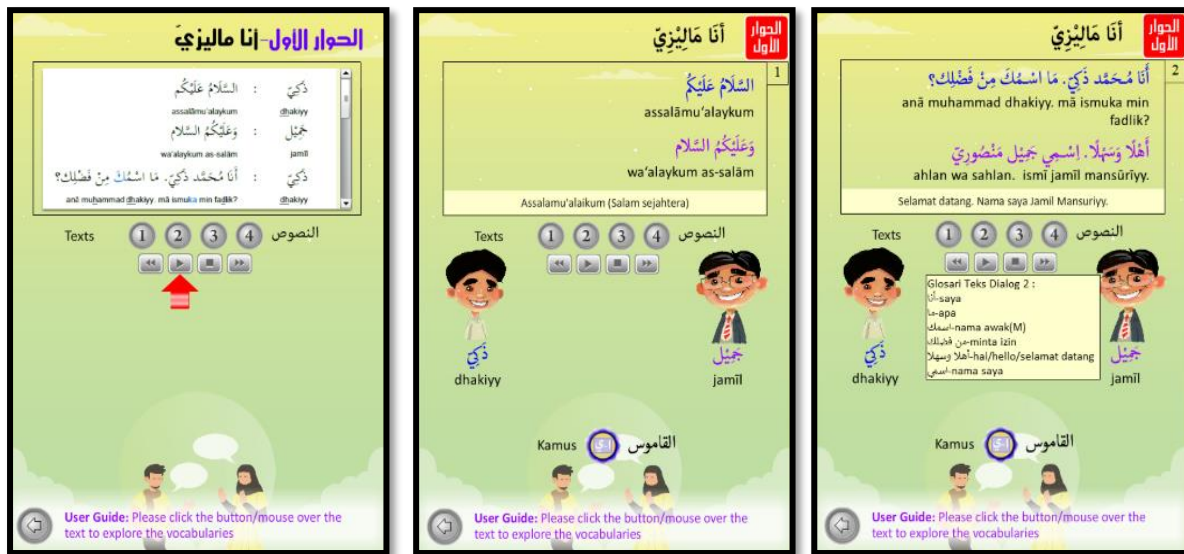 الحوار الأول-أنا ماليزيّ
ذَكِيّ : السَّلَامُ عَلَيْكُم
dhakiyy assalāmu'alaykum
جَمِيْل : وَعَلَيْكُمُ السَّلام
jamīl wa'alaykum as-salām
ذَكِيّ : أَنَا مُحَمَّد ذَكِيّ. مَا اسْمُكَ مِنْ فَضْلِك؟
dhakiyy anā muhammad dhakiyy. mā ismuka min fadlik?
Texts 1 2 3 4 النصوص
User Guide: Please click the button/mouse over the
text to explore the vocabularies
أَنَا مَالِيْزِيّ
الحوار
الأول
1
السَّلَامُ عَلَيْكُمُ
assalāmu‘alaykum
وَعَلَيْكُمُ السَّلام
wa‘alaykum as-salām
Assalamu'alaikum (Salam sejahtera)
Texts 1 2 3 4 النصوص
ذَكِيّ
dhakiyy
جَمِيْل
jamīl
Kamus أ-ي القاموس
User Guide: Please click the button/mouse over the
text to explore the vocabularies
أَنَا مَالِيْزِيّ
الحوار
الأول
2
أَنَا مُحَمَّد ذَكِيّ. مَا اسْمُكَ مِنْ فَضْلِك؟
anā muhammad dhakiyy. mā ismuka min
fadlik?
أَهْلًا وَسَهْلًا. اِسْمِي جَمِيْل مَنْصُورِيّ
ahlan wa sahlan. ismī jamīl mansūrīyy.
Selamat datang. Nama saya Jamil Mansuriyy.
Texts 1 2 3 4 النصوص
Glosari Teks Dialog 2 :
أنا-saya
ما-apa
اسمك-nama awak(M)
من فضلك-minta izin
أهلا وسهلا-hai/hello/selamat datang
اسمي-nama saya
ذَكِيّ
dhakiyy
جَمِيْل
jamīl
Kamus أ-ي القاموس
User Guide: Please click the button/mouse over the
text to explore the vocabularies